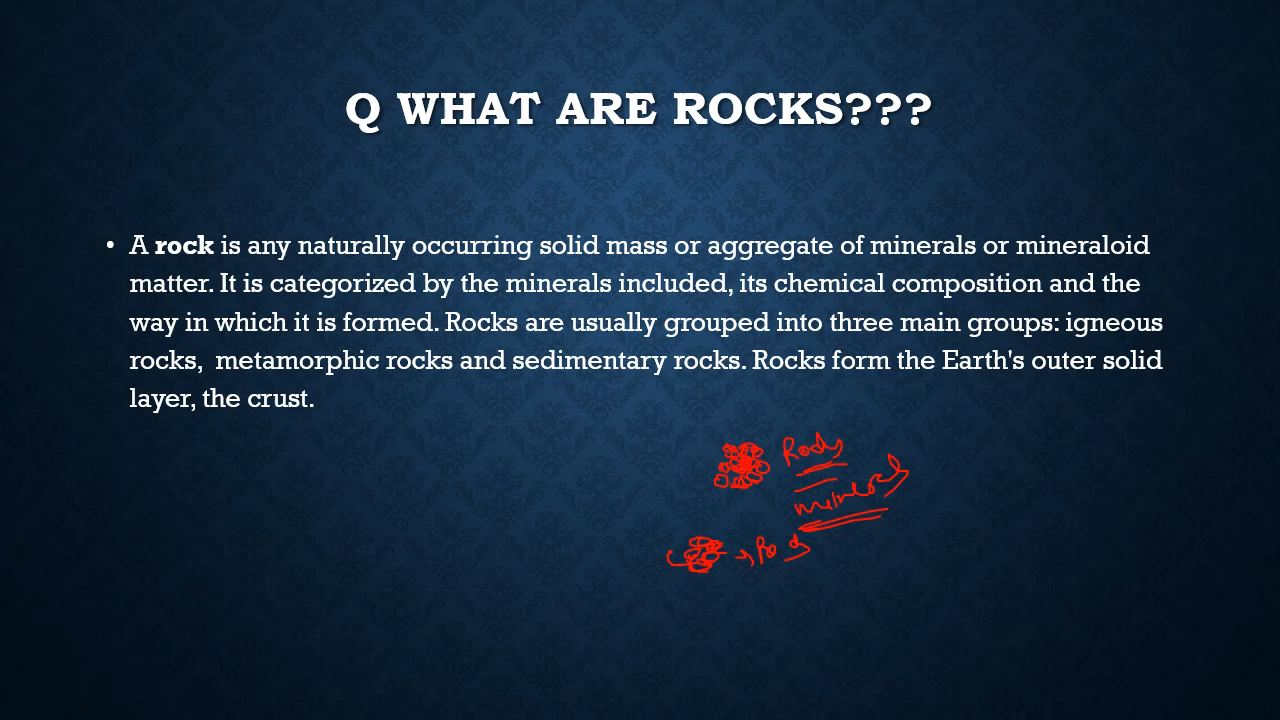 Q WHAT ARE ROCKS???
• A rock is any naturally occurring solid mass or aggregate of minerals or mineraloid
matter. It is categorized by the minerals included, its chemical composition and the
way in which it is formed. Rocks are usually grouped into three main groups: igneous
rocks,  metamorphic rocks and sedimentary rocks. Rocks form the Earth's outer solid
layer, the crust.
Rocks
minerals
Rocks